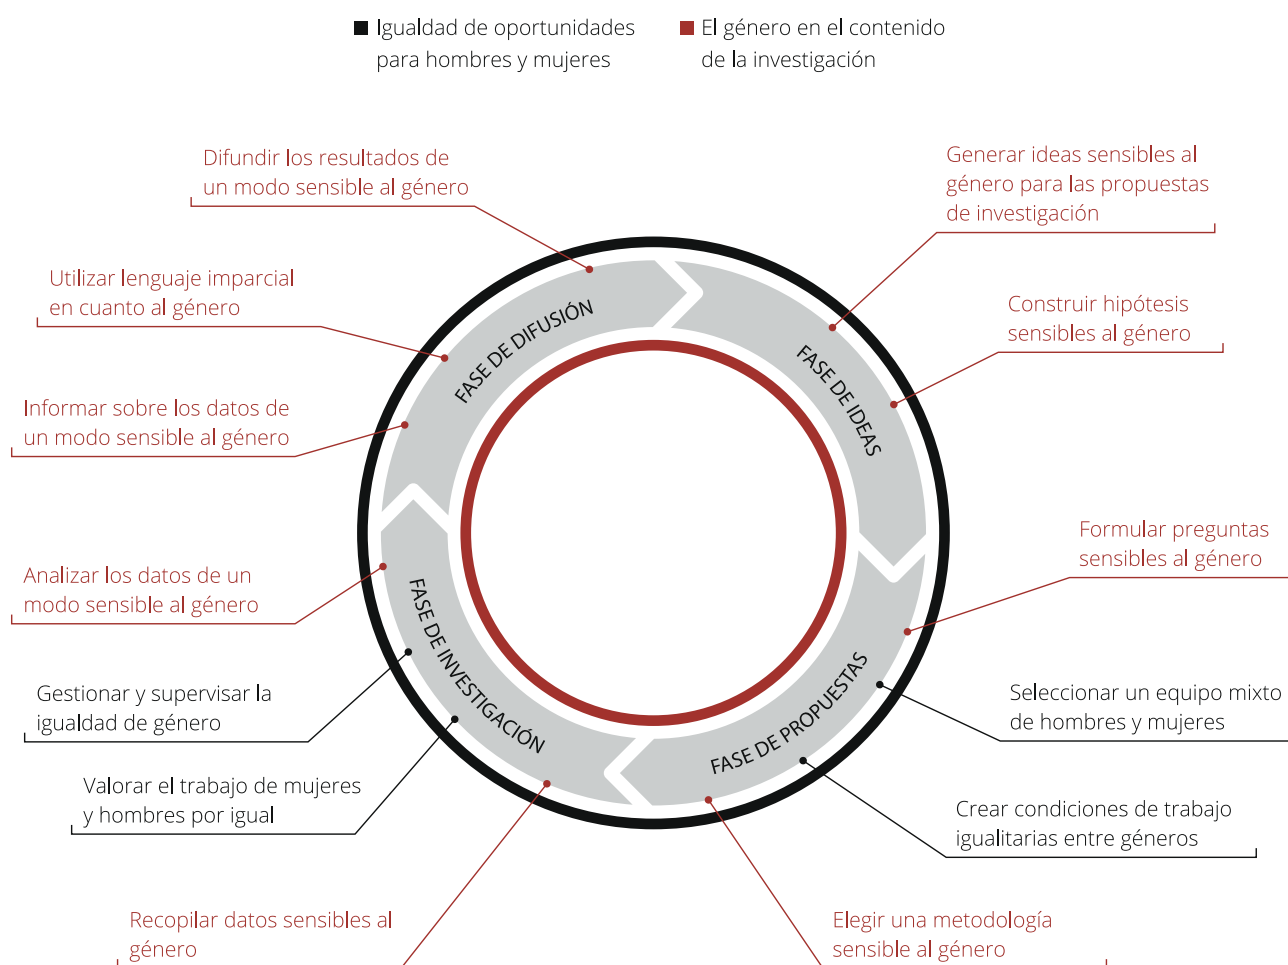 Igualdad de oportunidades
para hombres y mujeres
El género en el contenido
de la investigación
Generar ideas sensibles al
género para las propuestas
de investigación
Construir hipótesis
sensibles al género
Formular preguntas
sensibles al género
Seleccionar un equipo mixto
de hombres y mujeres
Crear condiciones de trabajo
igualitarias entre géneros
Elegir una metodología
sensible al género
Recopilar datos sensibles al
género
Valorar el trabajo de mujeres
y hombres por igual
Gestionar y supervisar la
igualdad de género
Analizar los datos de un
modo sensible al género
Informar sobre los datos de
un modo sensible al género
Utilizar lenguaje imparcial
en cuanto al género
Difundir los resultados de
un modo sensible al género
FASE DE IDEAS
FASE DE PROPUESTAS
FASE DE INVESTIGACIÓN
FASE DE DIFUSIÓN